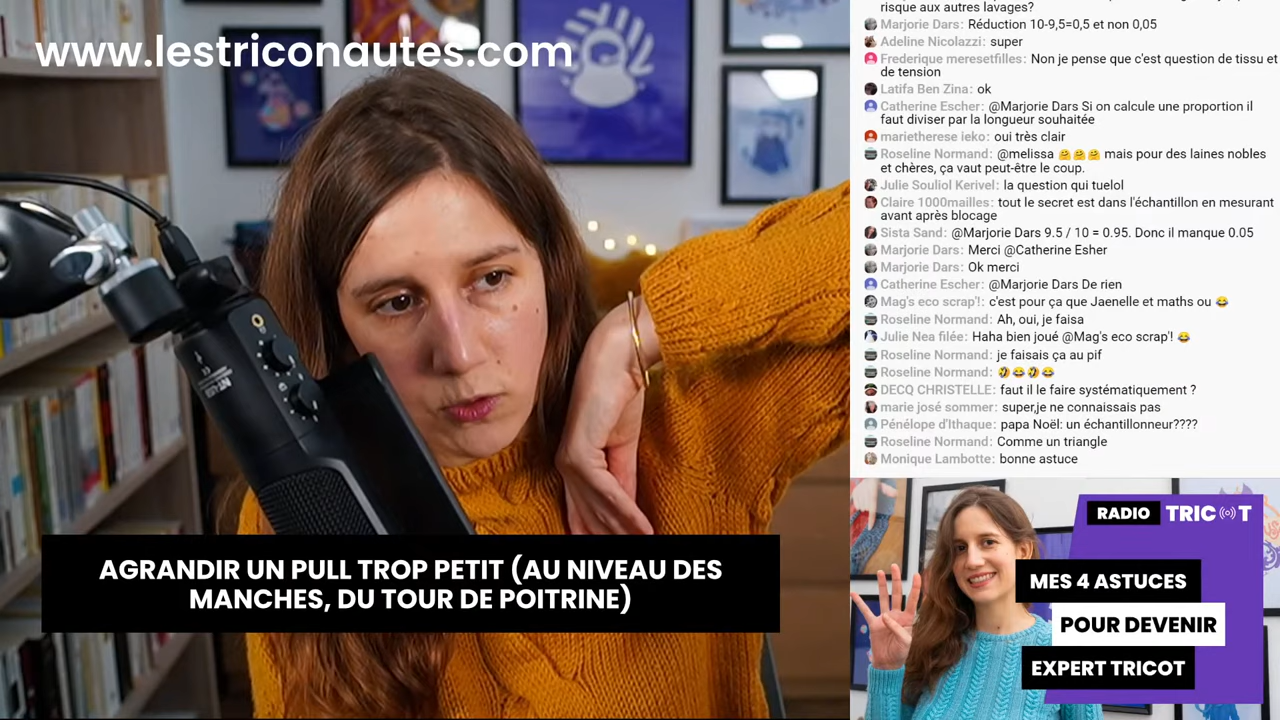 www.lestriconautes.com
AGRANDIR UN PULL TROP PETIT (AU NIVEAU DES
MANCHES, DU TOUR DE POITRINE)
risque aux autres lavages?
Marjorie Dars: Réduction 10-9,5=0,5 et non 0,05
Adeline Nicolazzi: super
Frederique meresetfilles: Non je pense que c'est question de tissu et
de tension
Latifa Ben Zina: ok
Catherine Escher: @Marjorie Dars Si on calcule une proportion il
faut diviser par la longueur souhaitée
marietherese ieko: oui très clair
Roseline Normand: @melissa 🤗🤗🤗 mais pour des laines nobles
et chères, ça vaut peut-être le coup.
Julie Souliol Kerivel: la question qui tuelol
Claire 1000mailles: tout le secret est dans l'échantillon en mesurant
avant après blocage
Sista Sand: @Marjorie Dars 9.5 / 10 = 0.95. Donc il manque 0.05
Marjorie Dars: Merci @Catherine Esher
Marjorie Dars: Ok merci
Catherine Escher: @Marjorie Dars De rien
Mag's eco scrap'!: c'est pour ça que Jaenelle et maths ou 😂
Roseline Normand: Ah, oui, je faisa
Julie Nea filée: Haha bien joué @Mag's eco scrap'! 😂
Roseline Normand: je faisais ça au pif
Roseline Normand: 🤣😂🤣😂
DECQ CHRISTELLE: faut il le faire systématiquement ?
marie josé sommer: super,je ne connaissais pas
Pénélope d'Ithaque: papa Noël: un échantillonneur????
Roseline Normand: Comme un triangle
Monique Lambotte: bonne astuce
RADIO TRICOT
MES 4 ASTUCES
POUR DEVENIR
EXPERT TRICOT